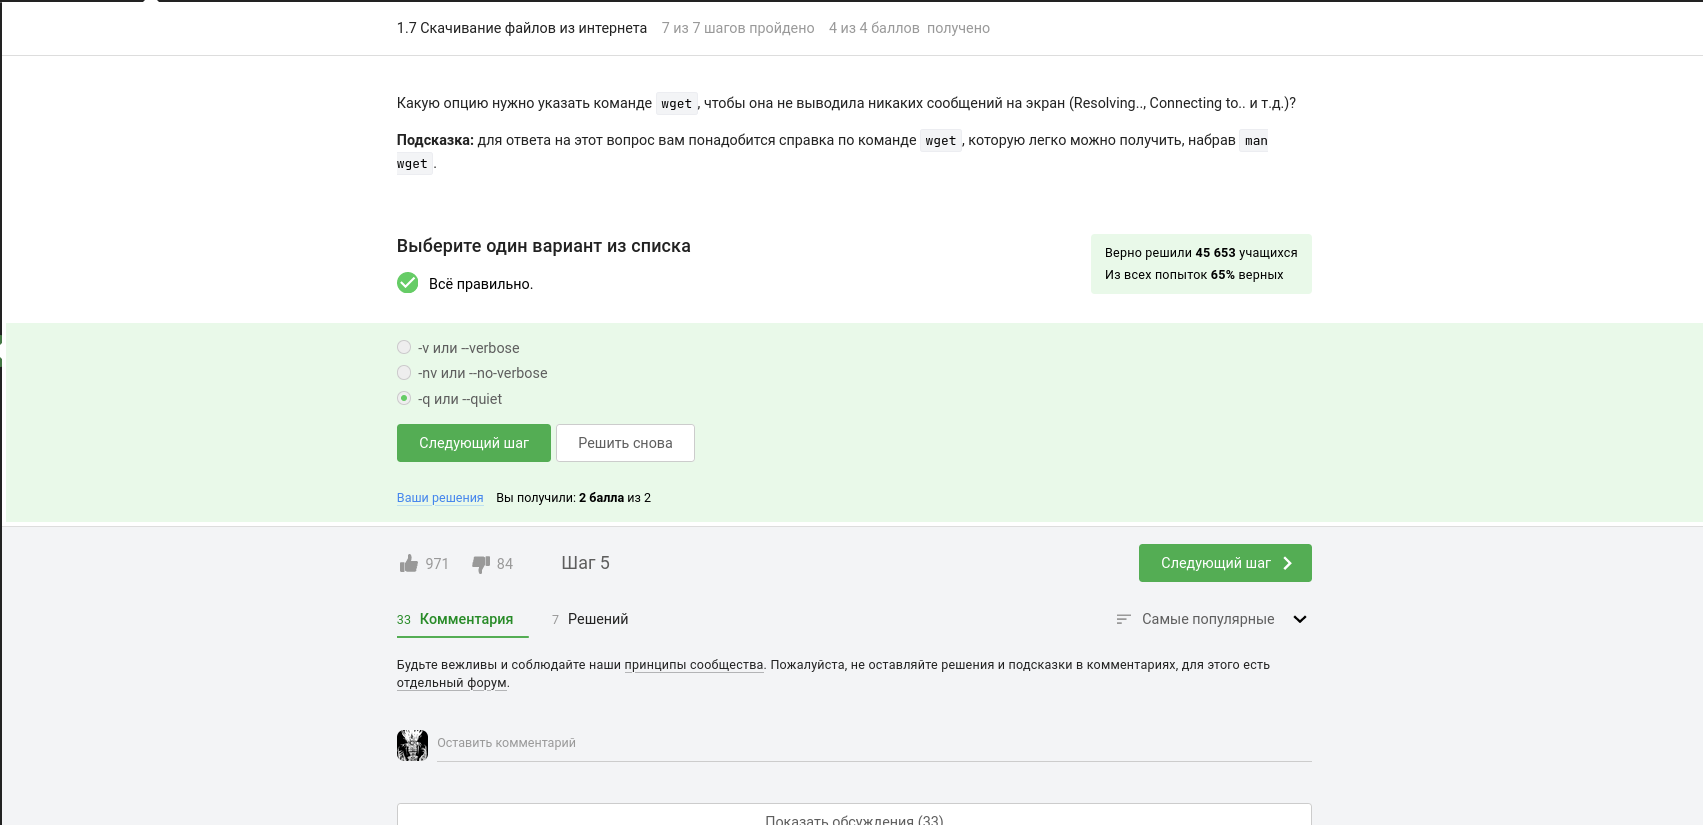 1.7 Скачивание файлов из интернета 7 из 7 шагов пройдено 4 из 4 баллов получено
Какую опцию нужно указать команде wget, чтобы она не выводила никаких сообщений на экран (Resolving.., Connecting to.. и т.д.)?
Подсказка: для ответа на этот вопрос вам понадобится справка по команде wget, которую легко можно получить, набрав man
wget.
Выберите один вариант из списка
Всё правильно.
Верно решили 45 653 учащихся
Из всех попыток 65% верных
-v или --verbose
-nv или --no-verbose
-q или --quiet
Следующий шаг Решить снова
Ваши решения Вы получили: 2 балла из 2
971 84 Шаг 5 Следующий шаг
33 Комментария 7 Решений Самые популярные
Будьте вежливы и соблюдайте наши принципы сообщества. Пожалуйста, не оставляйте решения и подсказки в комментариях, для этого есть
отдельный форум.
Оставить комментарий
Показать обсуждения (33)